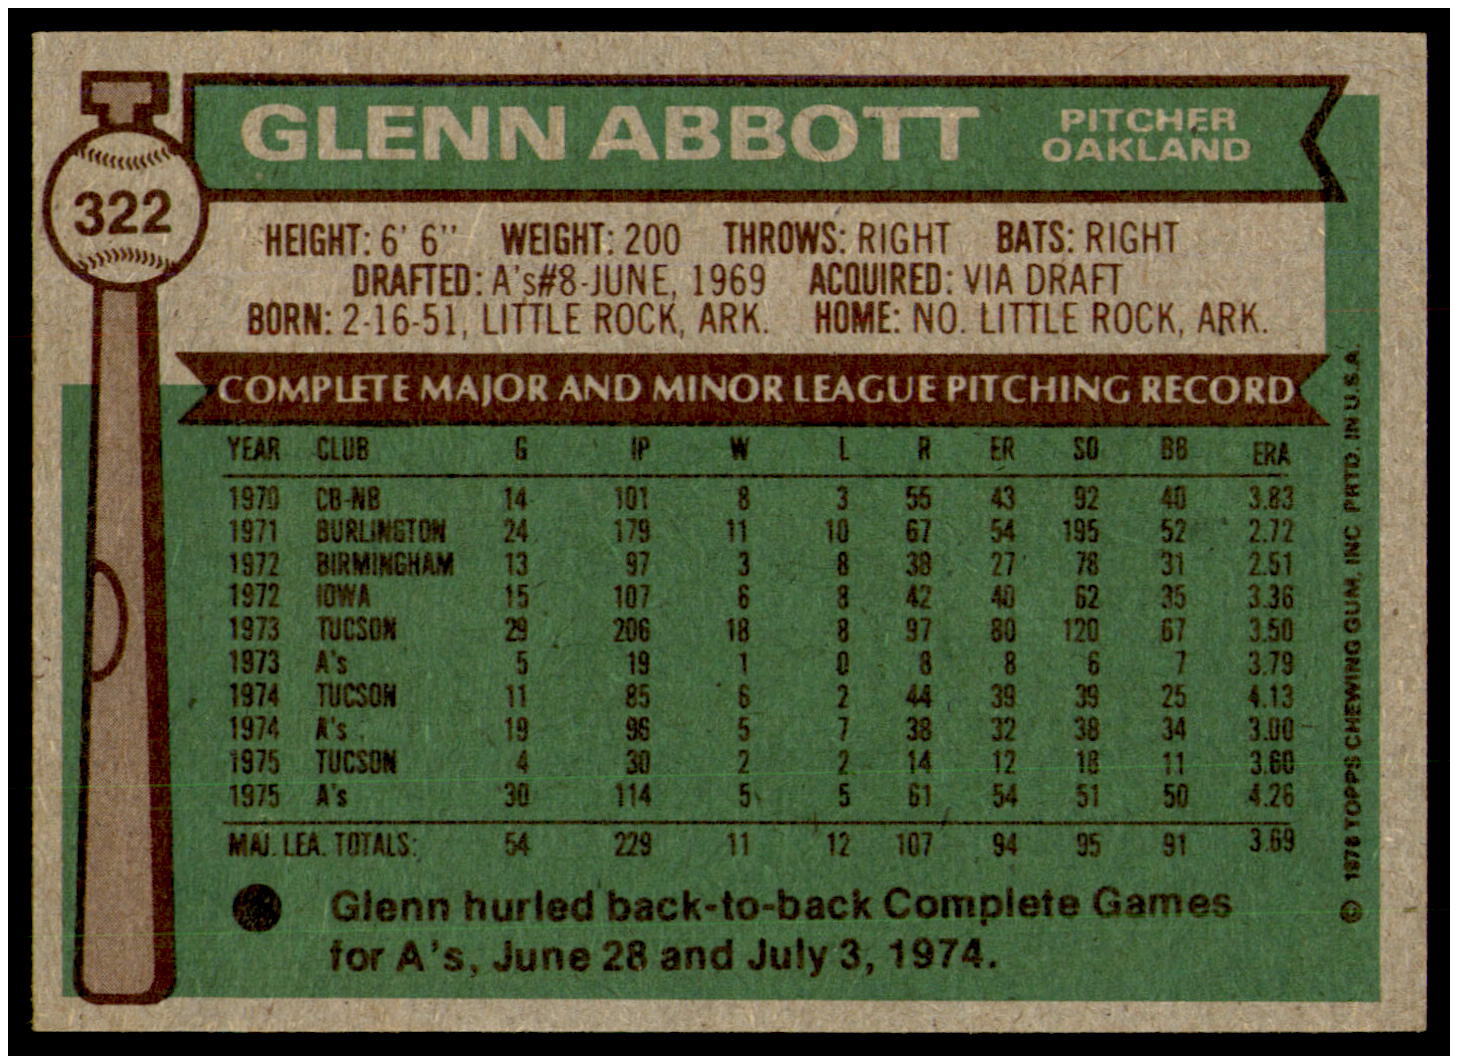 GLENN ABBOTT
PITCHER
OAKLAND
322
HEIGHT: 6' 6" WEIGHT: 200 THROWS: RIGHT BATS: RIGHT
DRAFTED: A's#8-JUNE, 1969 ACQUIRED: VIA DRAFT
BORN: 2-16-51, LITTLE ROCK, ARK. HOME: NO. LITTLE ROCK, ARK.
COMPLETE MAJOR AND MINOR LEAGUE PITCHING RECORD
YEAR CLUB G IP W L R ER SO BB ERA
1970 CB-NB 14 101 8 3 55 43 92 40 3.83
1971 BURLINGTON 24 179 11 10 67 54 195 52 2.72
1972 BIRMINGHAM 13 97 3 8 38 27 78 31 2.51
1972 IOWA 15 107 6 8 42 40 62 35 3.36
1973 TUCSON 29 206 18 8 97 80 120 67 3.50
1973 A's 5 19 1 0 8 8 6 7 3.79
1974 TUCSON 11 85 6 2 44 39 39 25 4.13
1974 A's 19 96 5 7 38 32 38 34 3.00
1975 TUCSON 4 30 2 2 14 12 18 11 3.60
1975 A's 30 114 5 5 61 54 51 50 4.26
MAJ. LEA. TOTALS: 54 229 11 12 107 94 95 91 3.69
Glenn hurled back-to-back Complete Games
for A's, June 28 and July 3, 1974.
© 1976 TOPPS CHEWING GUM, INC PRTD. IN U.S.A.